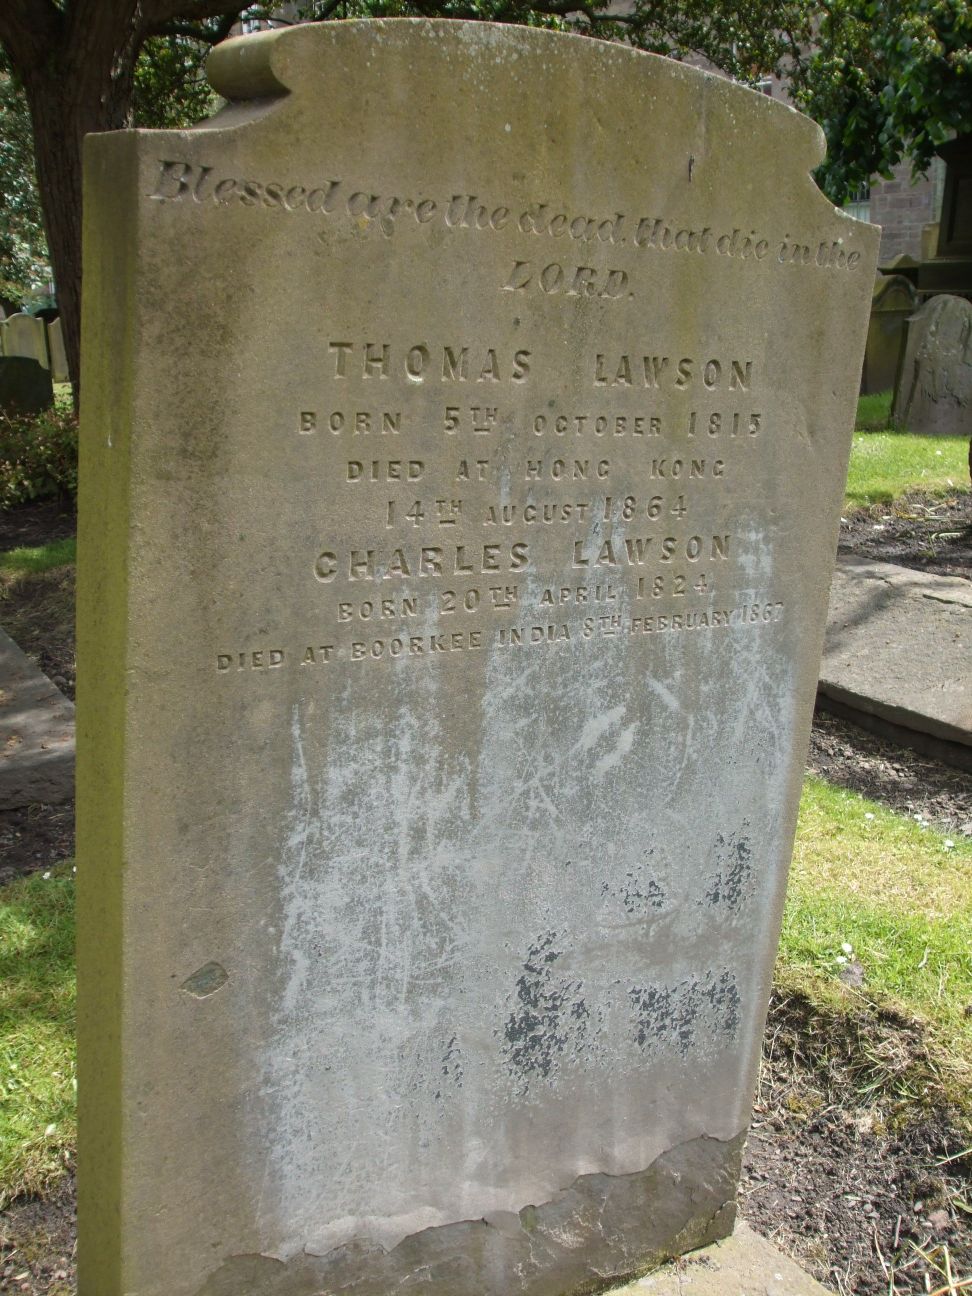 Blessed are the dead that die in the
LORD.
THOMAS LAWSON
BORN 5TH OCTOBER 1815
DIED AT HONG KONG
14TH AUGUST 1864
CHARLES LAWSON
BORN 20TH APRIL 1824
DIED AT BOORKEE INDIA 8TH FEBRUARY 1867